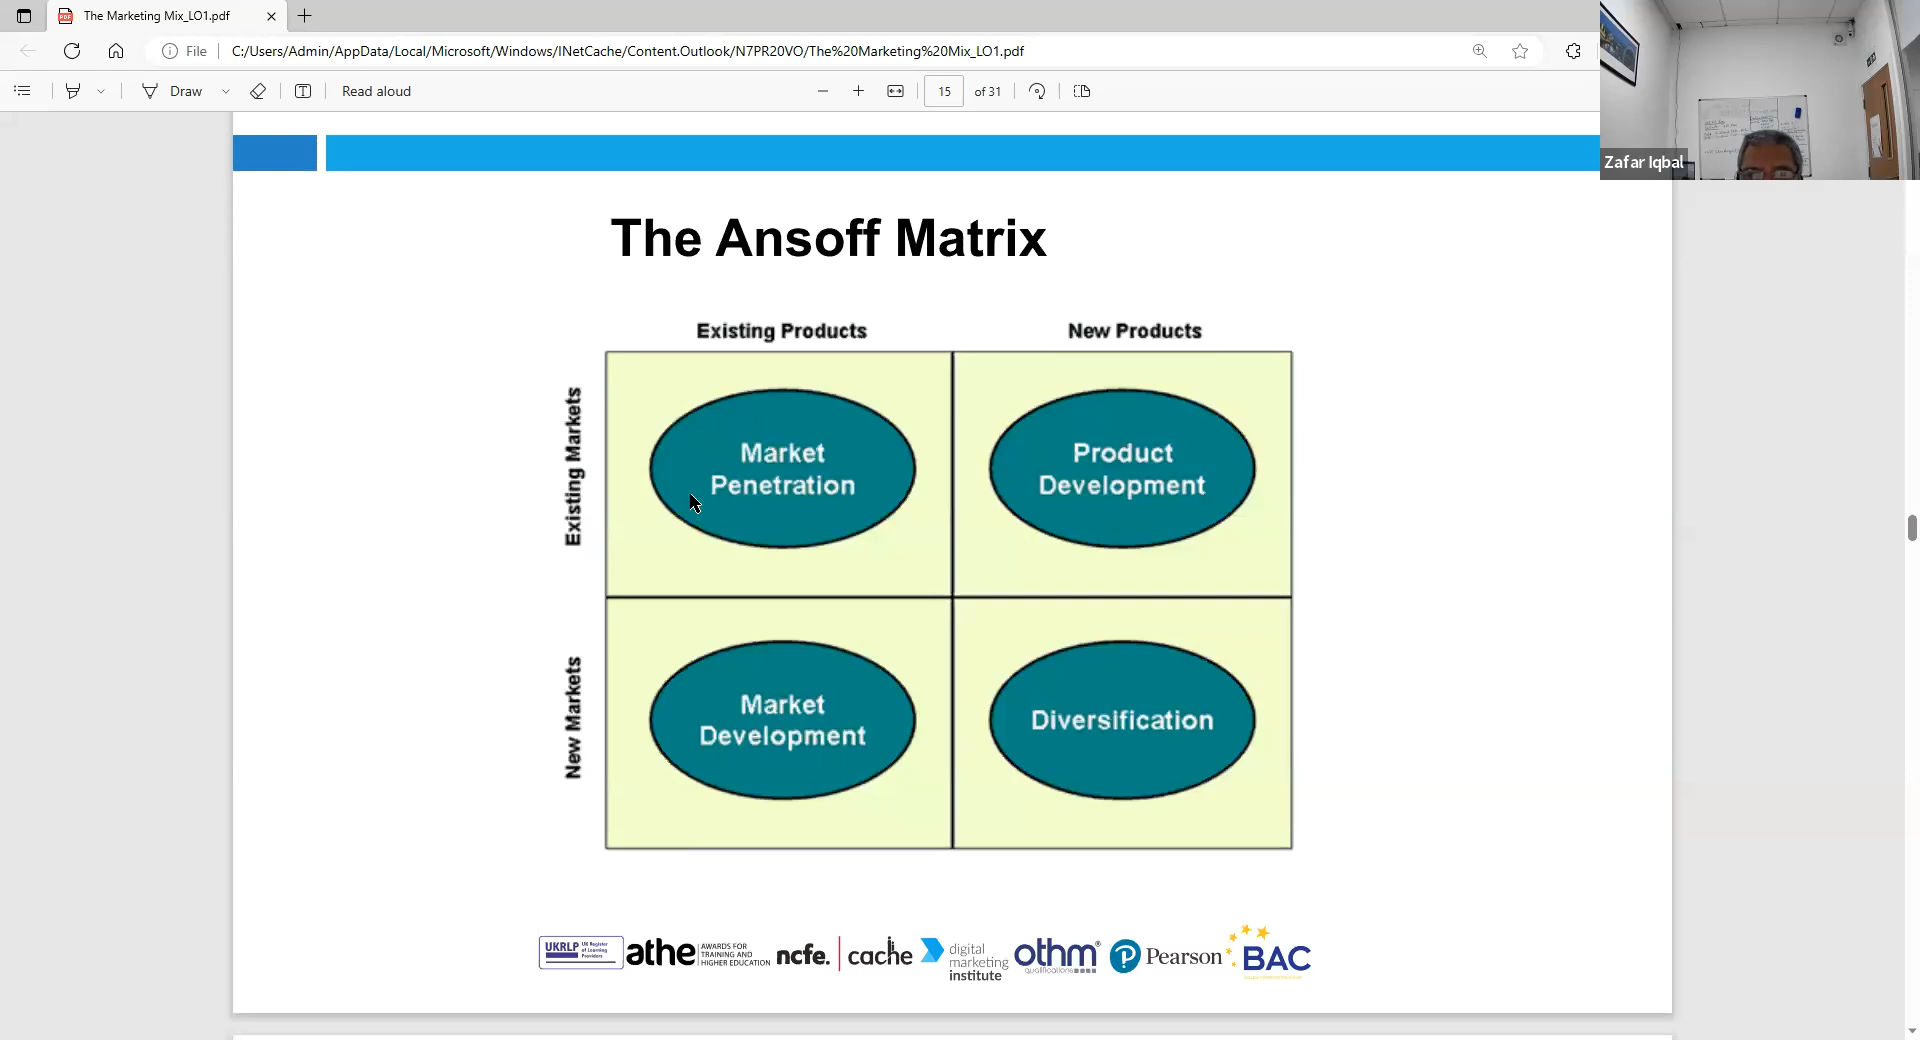 The Marketing Mix_LO1.pdf
File
C:/Users/Admin/AppData/Local/Microsoft/Windows/INetCache/Content.Outlook/N7PR20VO/The%20Marketing%20Mix_LO1.pdf
Draw
Read aloud
15 of 31
Zafar Iqbal
The Ansoff Matrix
Existing Products
New Products
Existing Markets
Market
Penetration
Product
Development
New Markets
Market
Development
Diversification
UKRLP UK Register
of Learning
Providers
athe AWARDS FOR
TRAINING AND
HIGHER EDUCATION
ncfe.
cache
digital
marketing
institute
othm®
qualifications
Pearson
BAC